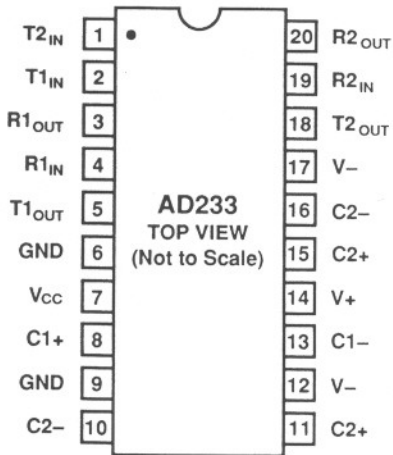 T2IN 1 20 R2OUT
T1IN 2 19 R2IN
R1OUT 3 18 T2OUT
R1IN 4 17 V–
T1OUT 5 16 C2–
GND 6 15 C2+
VCC 7 14 V+
C1+ 8 13 C1–
GND 9 12 V–
C2– 10 11 C2+
AD233
TOP VIEW
(Not to Scale)